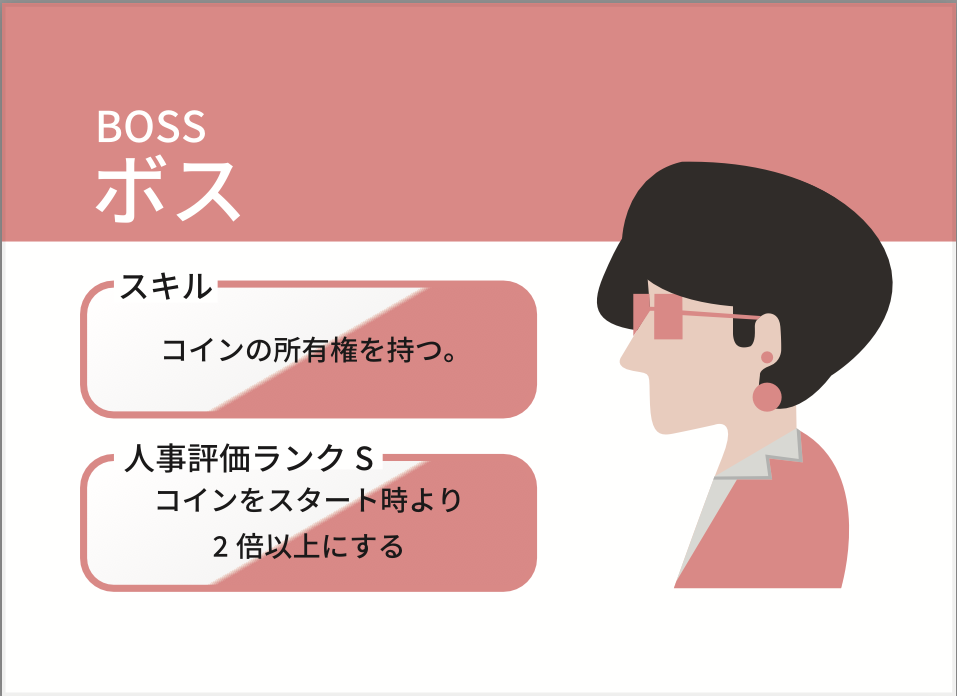 BOSS
ボス
スキル
コインの所有権を持つ。
人事評価ランク S
コインをスタート時より
2 倍以上にする